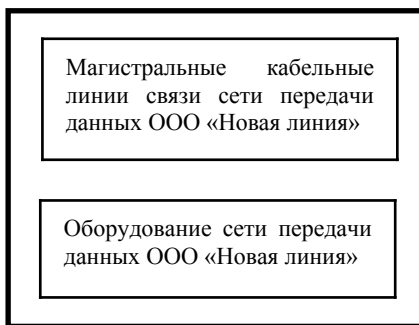 Магистральные кабельные
линии связи сети передачи
данных ООО «Новая линия»
Оборудование сети передачи
данных ООО «Новая линия»